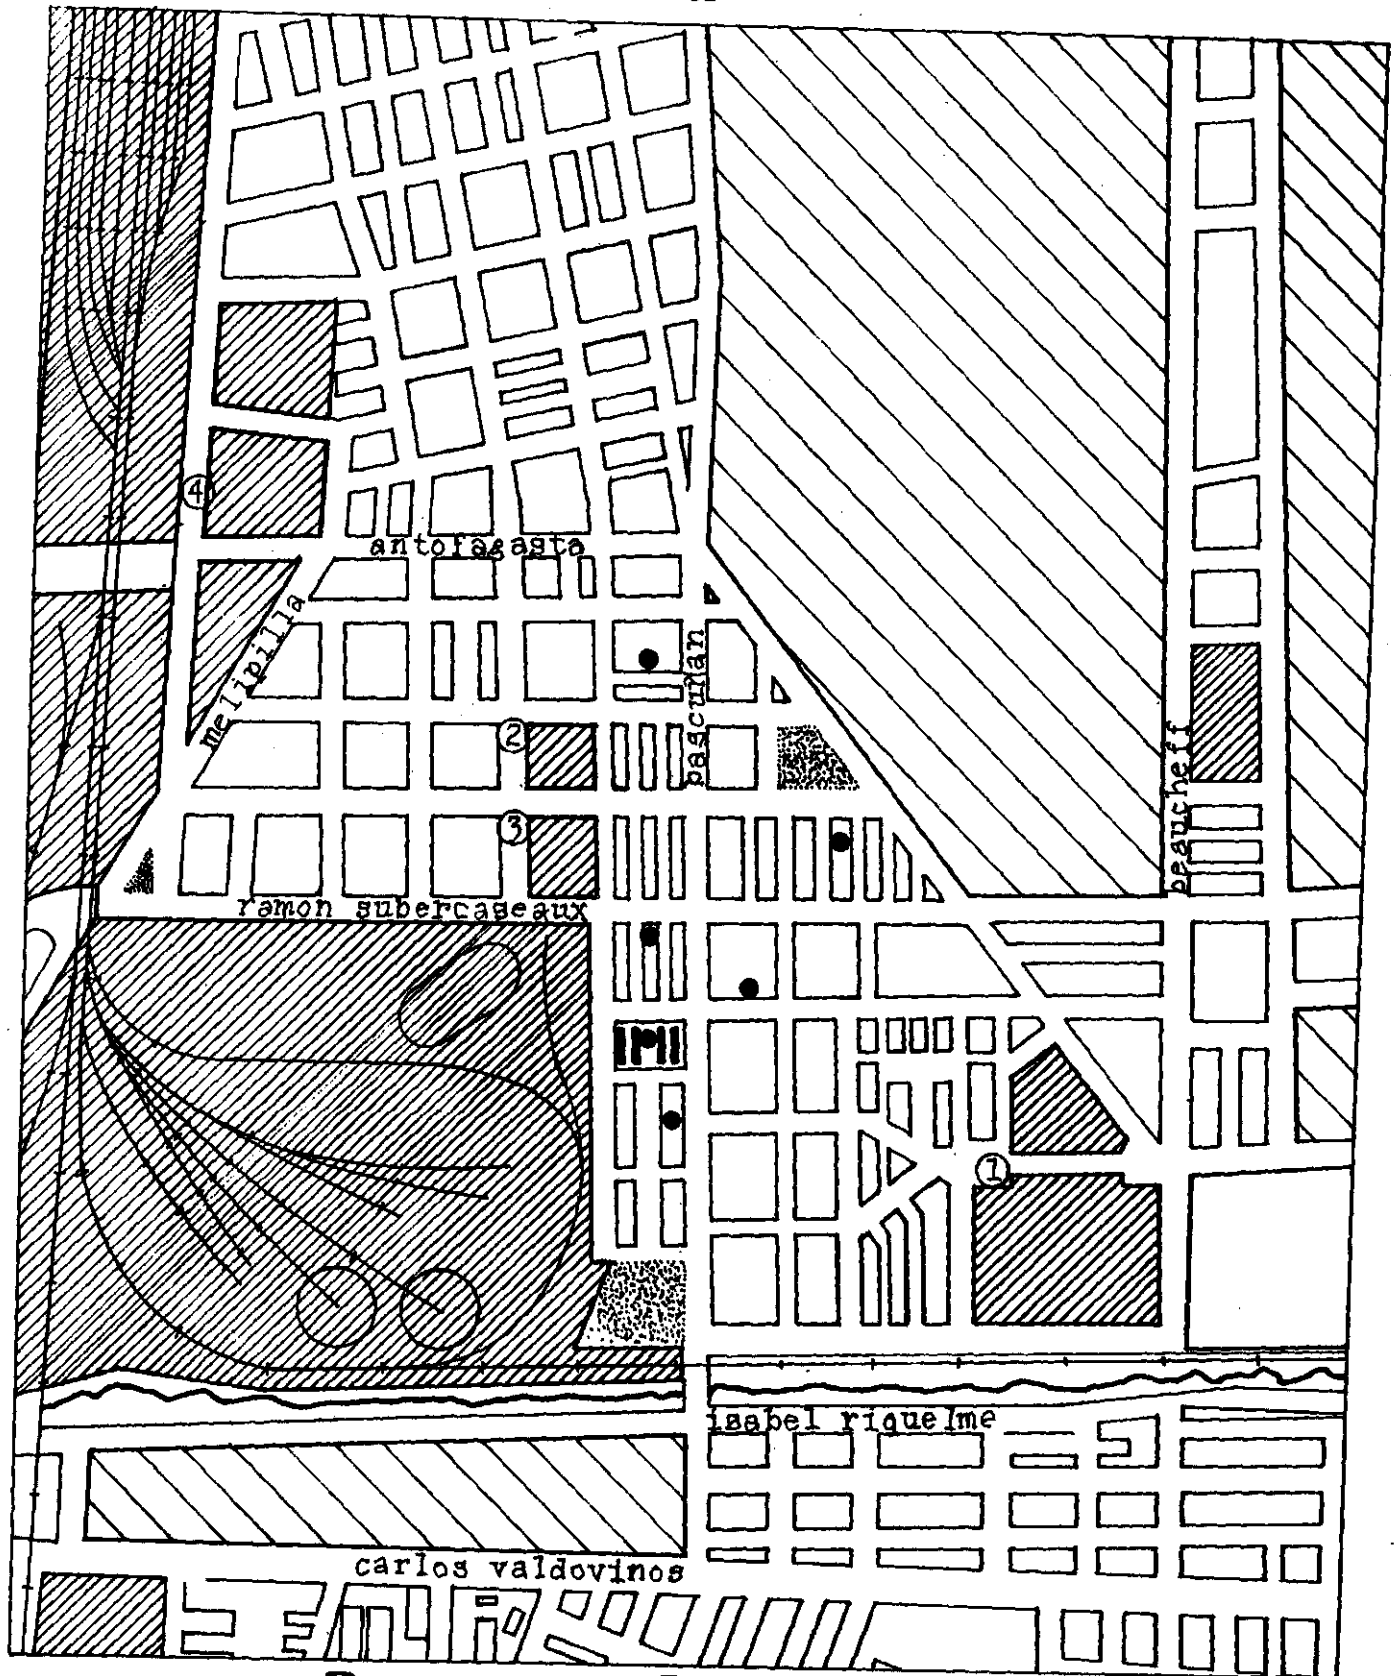 4
antofagasta
melipilla
pascuñan
2
beaucheff
3
ramon subercaseaux
1
isabel riquelme
carlos valdovinos